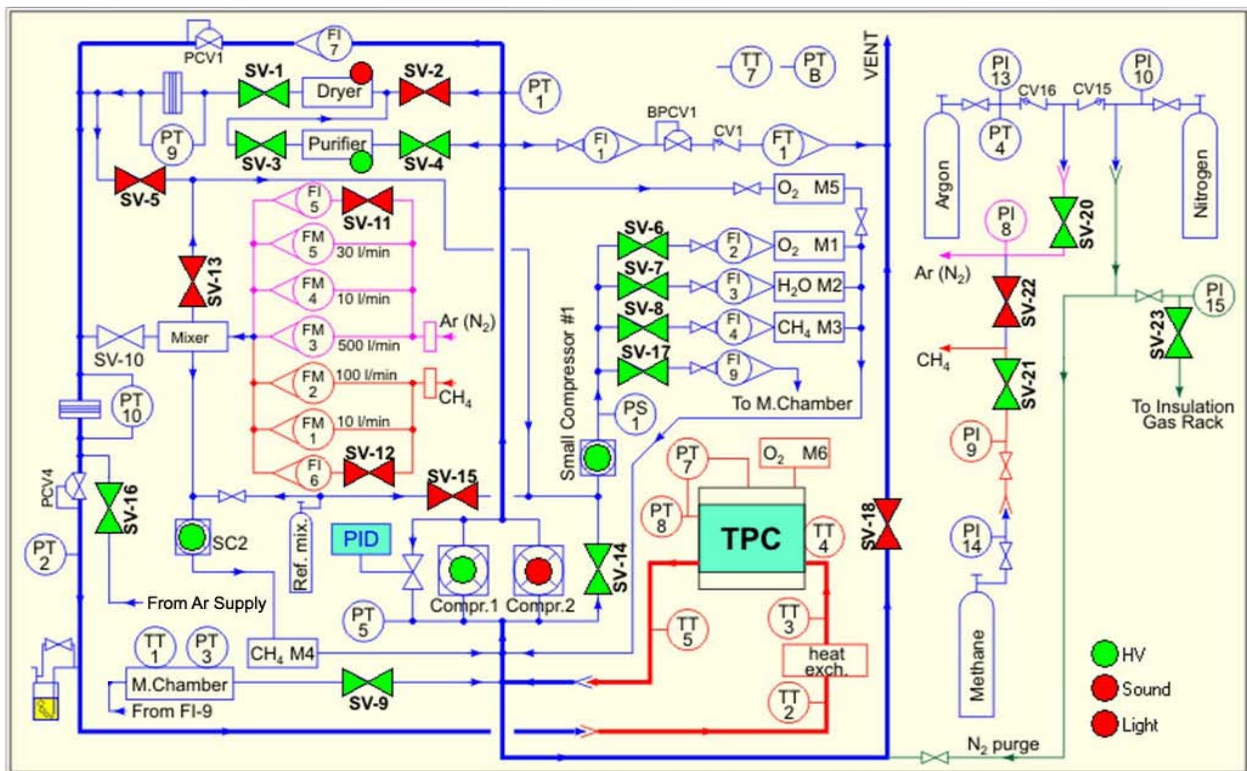 PCV1
FI
7
SV-1
Dryer
SV-2
PT
1
PT
9
SV-3
Purifier
SV-4
SV-5
TT
7
PT
B
VENT
FI
1
BPCV1
CV1
FT
1
PI
13
CV16
CV15
PI
10
PT
4
Argon
Nitrogen
FI
5
SV-11
FM
5
30 l/min
FM
4
10 l/min
FM
3
500 l/min
Ar (N₂)
FM
2
100 l/min
CH₄
FM
1
10 l/min
FI
6
SV-12
SV-13
SV-10
Mixer
O₂ M5
SV-6
FI
2
O₂ M1
SV-7
FI
3
H₂O M2
SV-8
FI
4
CH₄ M3
SV-17
FI
9
To M.Chamber
Small Compressor #1
PS
1
PI
8
SV-20
Ar (N₂)
SV-22
CH₄
SV-21
PI
15
SV-23
To Insulation
Gas Rack
PI
9
PI
14
Methane
PT
10
PCV4
SV-16
PT
2
From Ar Supply
SC2
Ref. mix.
SV-15
PID
Compr.1
Compr.2
SV-14
PT
5
PT
7
O₂ M6
PT
8
TPC
TT
4
SV-18
TT
5
TT
3
heat
exch.
TT
2
TT
1
PT
3
CH₄ M4
M.Chamber
SV-9
From FI-9
N₂ purge
HV
Sound
Light